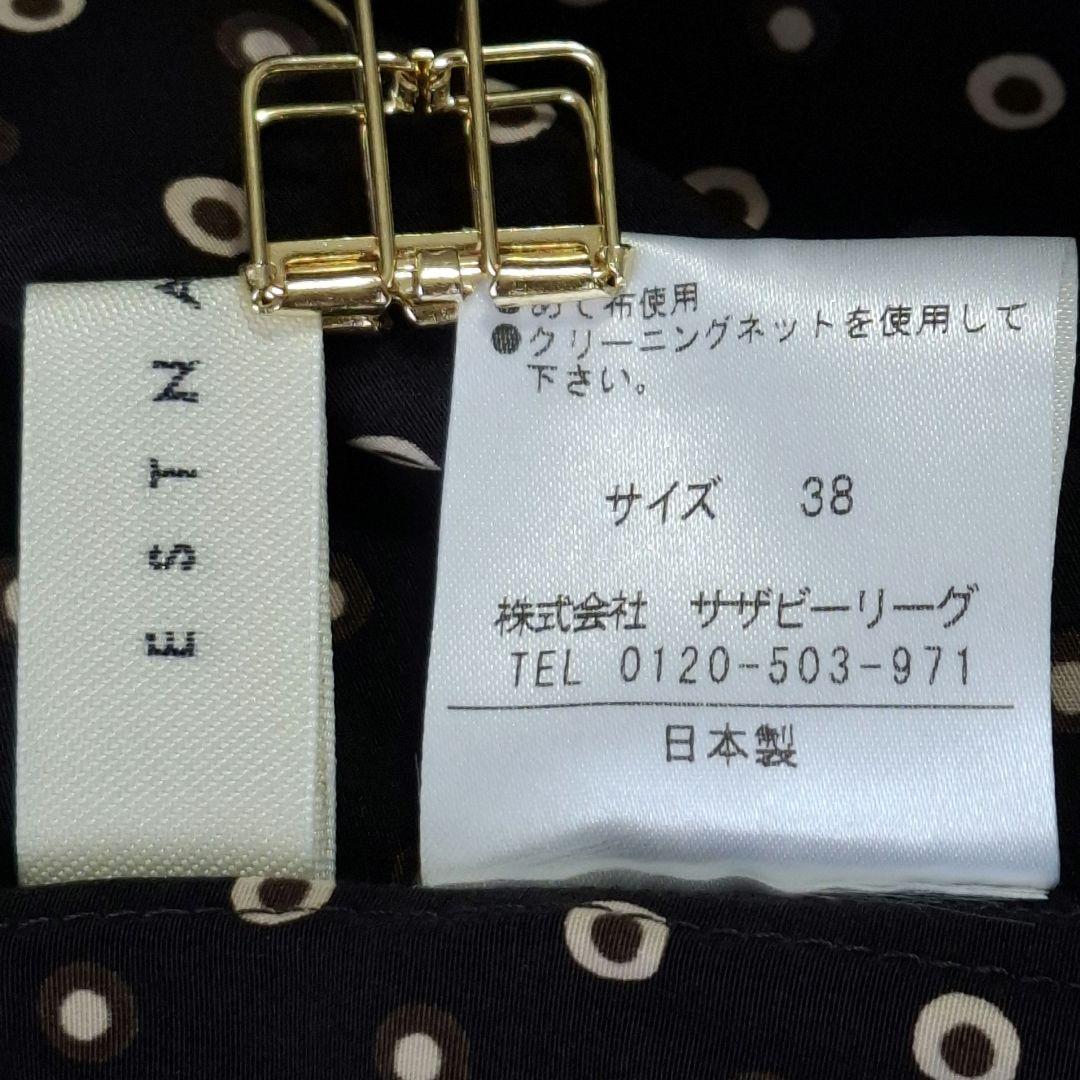 ESTNA
あて布使用
●クリーニングネットを使用して
下さい。
サイズ 38
株式会社 サザビーリーグ
TEL 0120-503-971
日本製